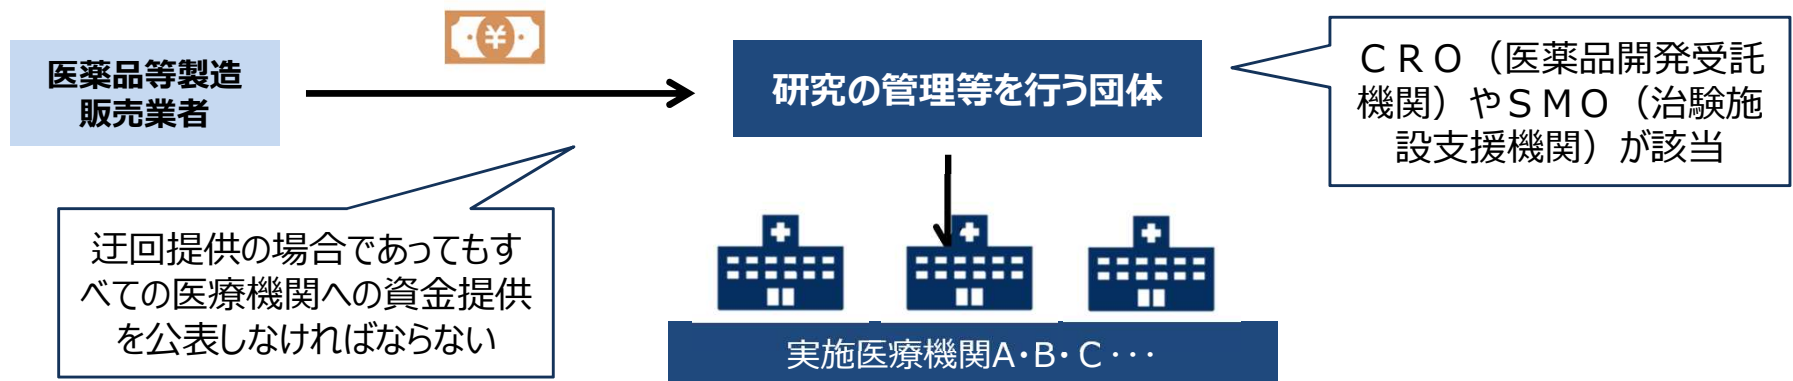 医薬品等製造
販売業者
¥
研究の管理等を行う団体
ＣＲＯ（医薬品開発受託
機関）やＳＭＯ（治験施
設支援機関）が該当
迂回提供の場合であってもす
べての医療機関への資金提供
を公表しなければならない
実施医療機関A・B・Ｃ・・・